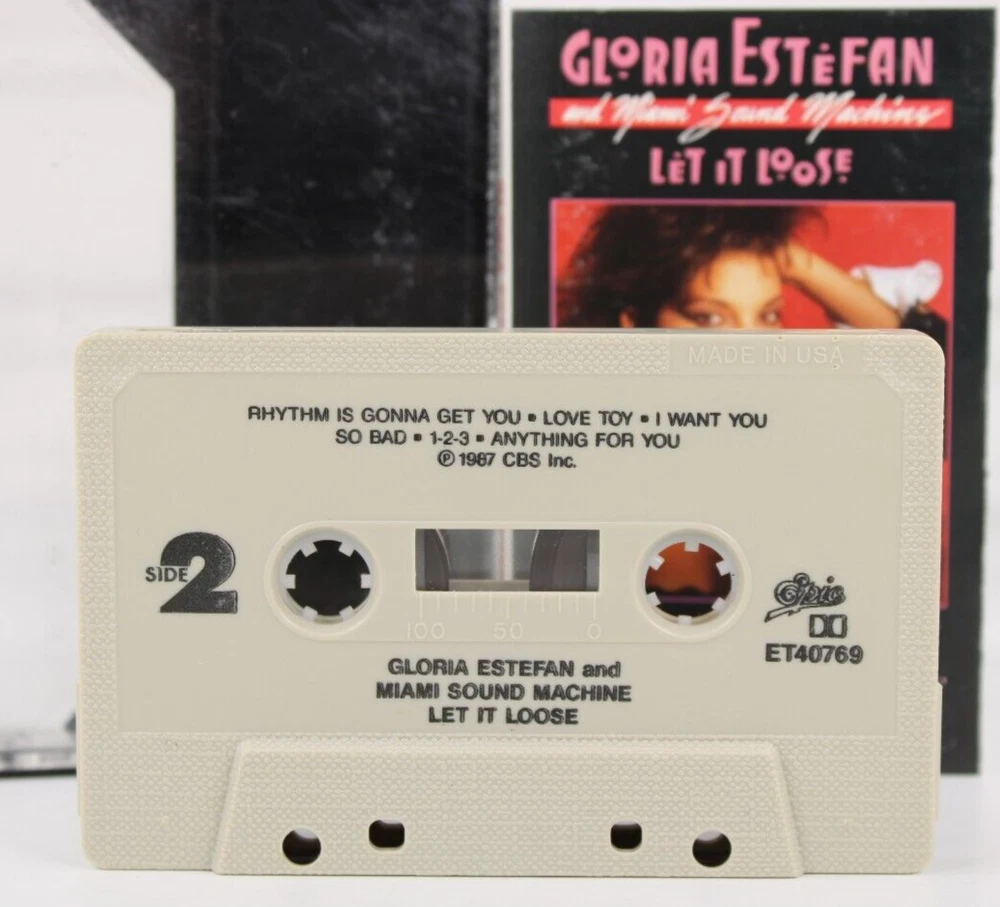 GLORIA ESTEFAN
and Miami Sound Machine
LET IT LOOSE
MADE IN USA
RHYTHM IS GONNA GET YOU ▪ LOVE TOY ▪ I WANT YOU
SO BAD ▪ 1-2-3 ▪ ANYTHING FOR YOU
℗ 1987 CBS Inc.
SIDE 2
100 50 0
Epic
ET40769
GLORIA ESTEFAN and
MIAMI SOUND MACHINE
LET IT LOOSE